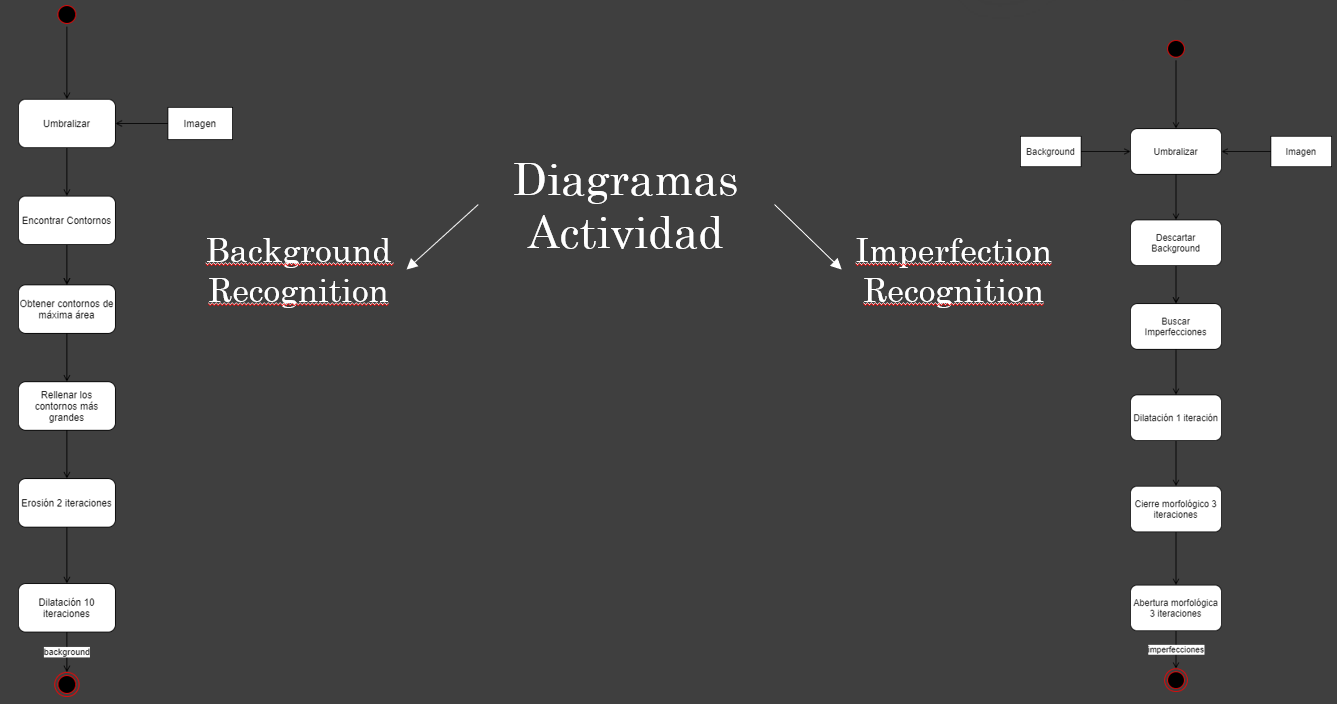 Umbralizar
Imagen
Encontrar Contornos
Obtener contornos de
máxima área
Rellenar los
contornos más
grandes
Erosión 2 iteraciones
Dilatación 10
iteraciones
background
Diagramas
Actividad
Background
Recognition
Imperfection
Recognition
Background
Umbralizar
Imagen
Descartar
Background
Buscar
Imperfecciones
Dilatación 1 iteración
Cierre morfológico 3
iteraciones
Abertura morfológica
3 iteraciones
imperfecciones